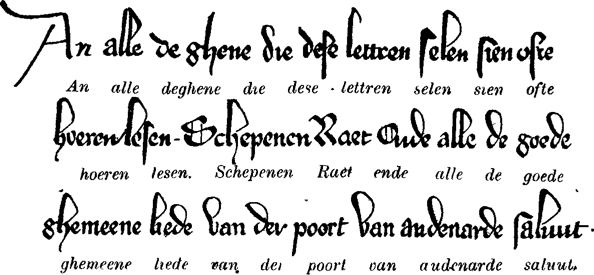 An alle de ghene die dese lettren selen sien ofte
An alle deghene die dese lettren selen sien ofte
hoeren lesen - Schepenen Raet Ende alle de goede
hoeren lesen. Schepenen Raet ende alle de goede
ghemeene liede van der poort van audenarde saluut.
ghemeene liede van der poort van audenarde saluut.